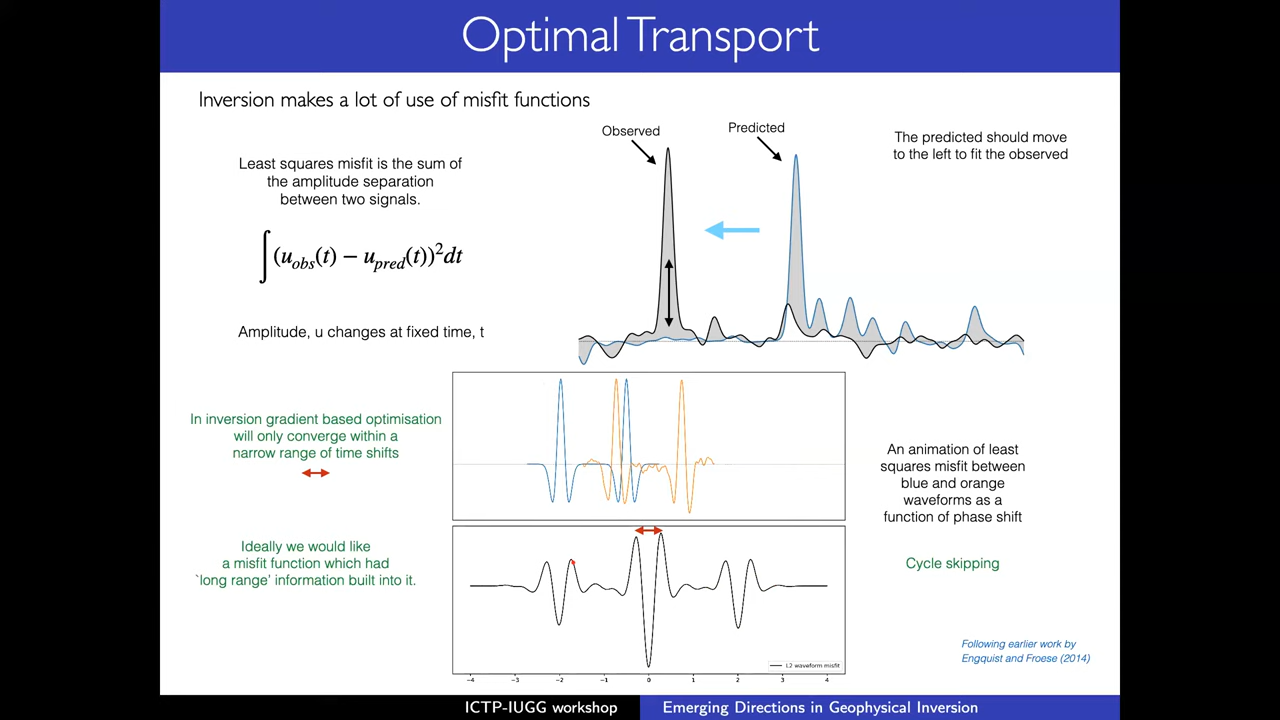 Optimal Transport
Inversion makes a lot of use of misfit functions
Observed
Predicted
The predicted should move
to the left to fit the observed
Least squares misfit is the sum of
the amplitude separation
between two signals.
∫(u_obs(t) − u_pred(t))²dt
Amplitude, u changes at fixed time, t
In inversion gradient based optimisation
will only converge within a
narrow range of time shifts
An animation of least
squares misfit between
blue and orange
waveforms as a
function of phase shift
Ideally we would like
a misfit function which had
`long range' information built into it.
Cycle skipping
Following earlier work by
Engquist and Froese (2014)
L2 waveform misfit
−4 −3 −2 −1 0 1 2 3 4
ICTP-IUGG workshop
Emerging Directions in Geophysical Inversion